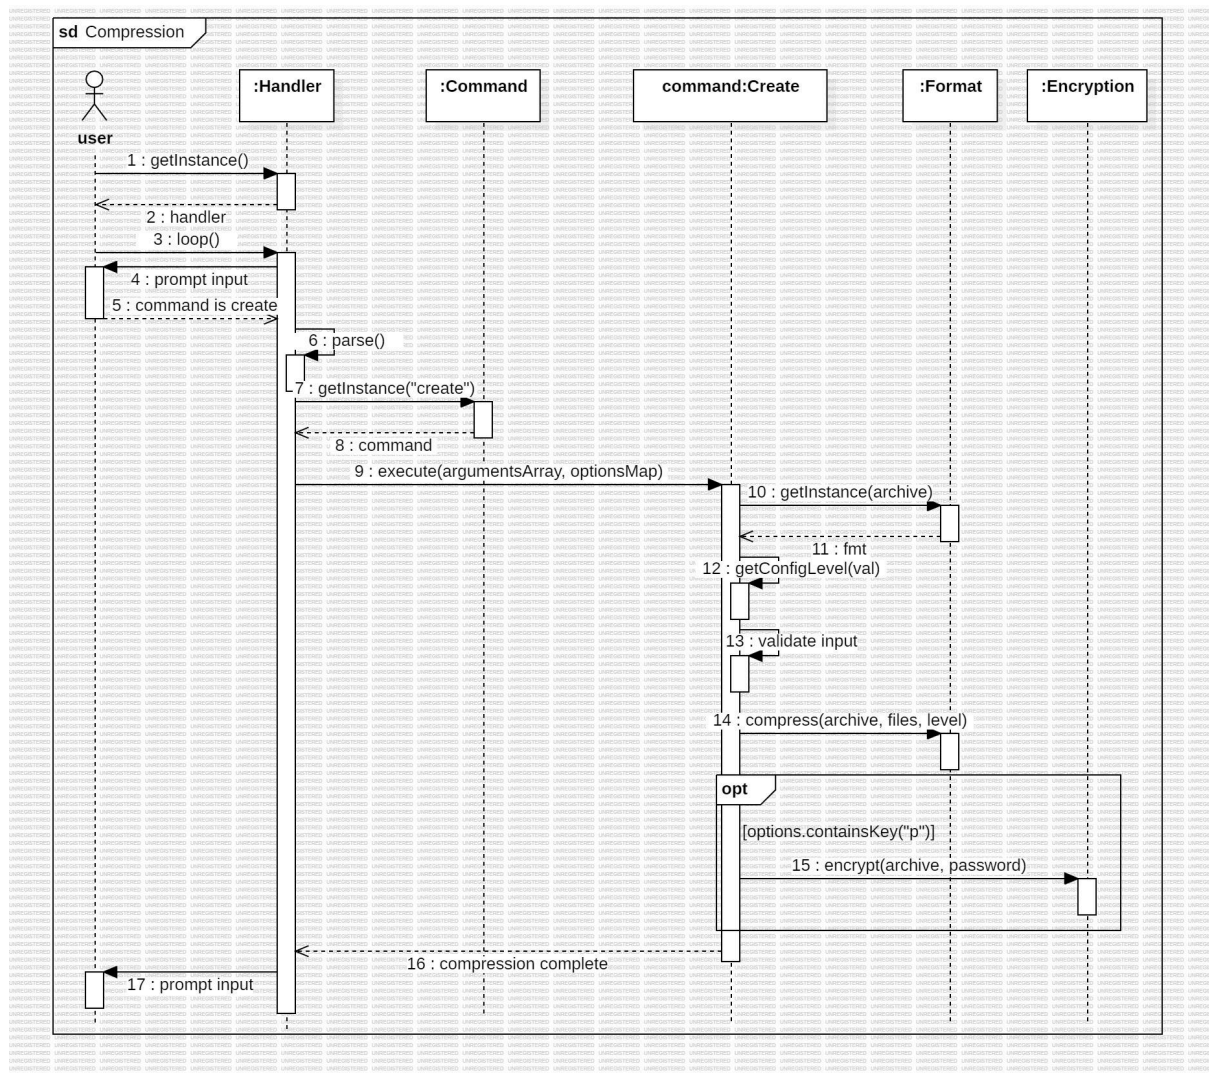 sd Compression
:Handler
:Command
command:Create
:Format
:Encryption
user
1 : getInstance()
2 : handler
3 : loop()
4 : prompt input
5 : command is create
6 : parse()
7 : getInstance("create")
8 : command
9 : execute(argumentsArray, optionsMap)
10 : getInstance(archive)
11 : fmt
12 : getConfigLevel(val)
13 : validate input
14 : compress(archive, files, level)
opt
[options.containsKey("p")]
15 : encrypt(archive, password)
16 : compression complete
17 : prompt input
UNREGISTERED